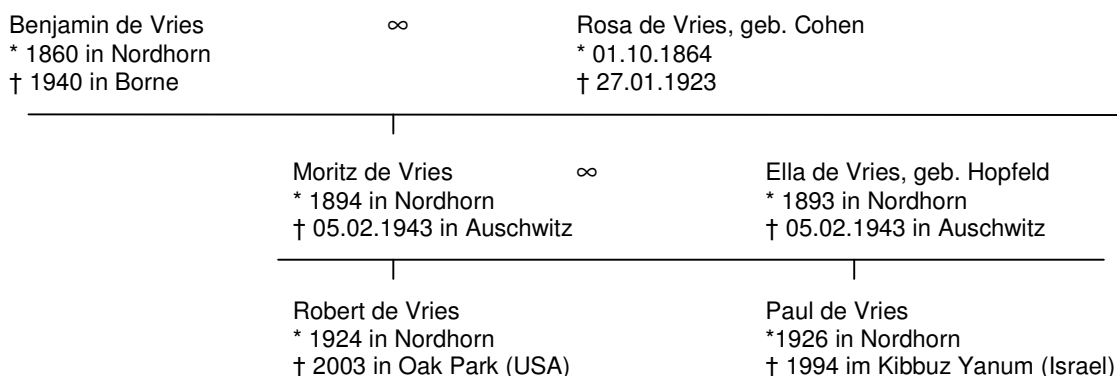 Benjamin de Vries ∞ Rosa de Vries, geb. Cohen
* 1860 in Nordhorn * 01.10.1864
† 1940 in Borne † 27.01.1923
Moritz de Vries ∞ Ella de Vries, geb. Hopfeld
* 1894 in Nordhorn * 1893 in Nordhorn
† 05.02.1943 in Auschwitz † 05.02.1943 in Auschwitz
Robert de Vries Paul de Vries
* 1924 in Nordhorn *1926 in Nordhorn
† 2003 in Oak Park (USA) † 1994 im Kibbuz Yanum (Israel)